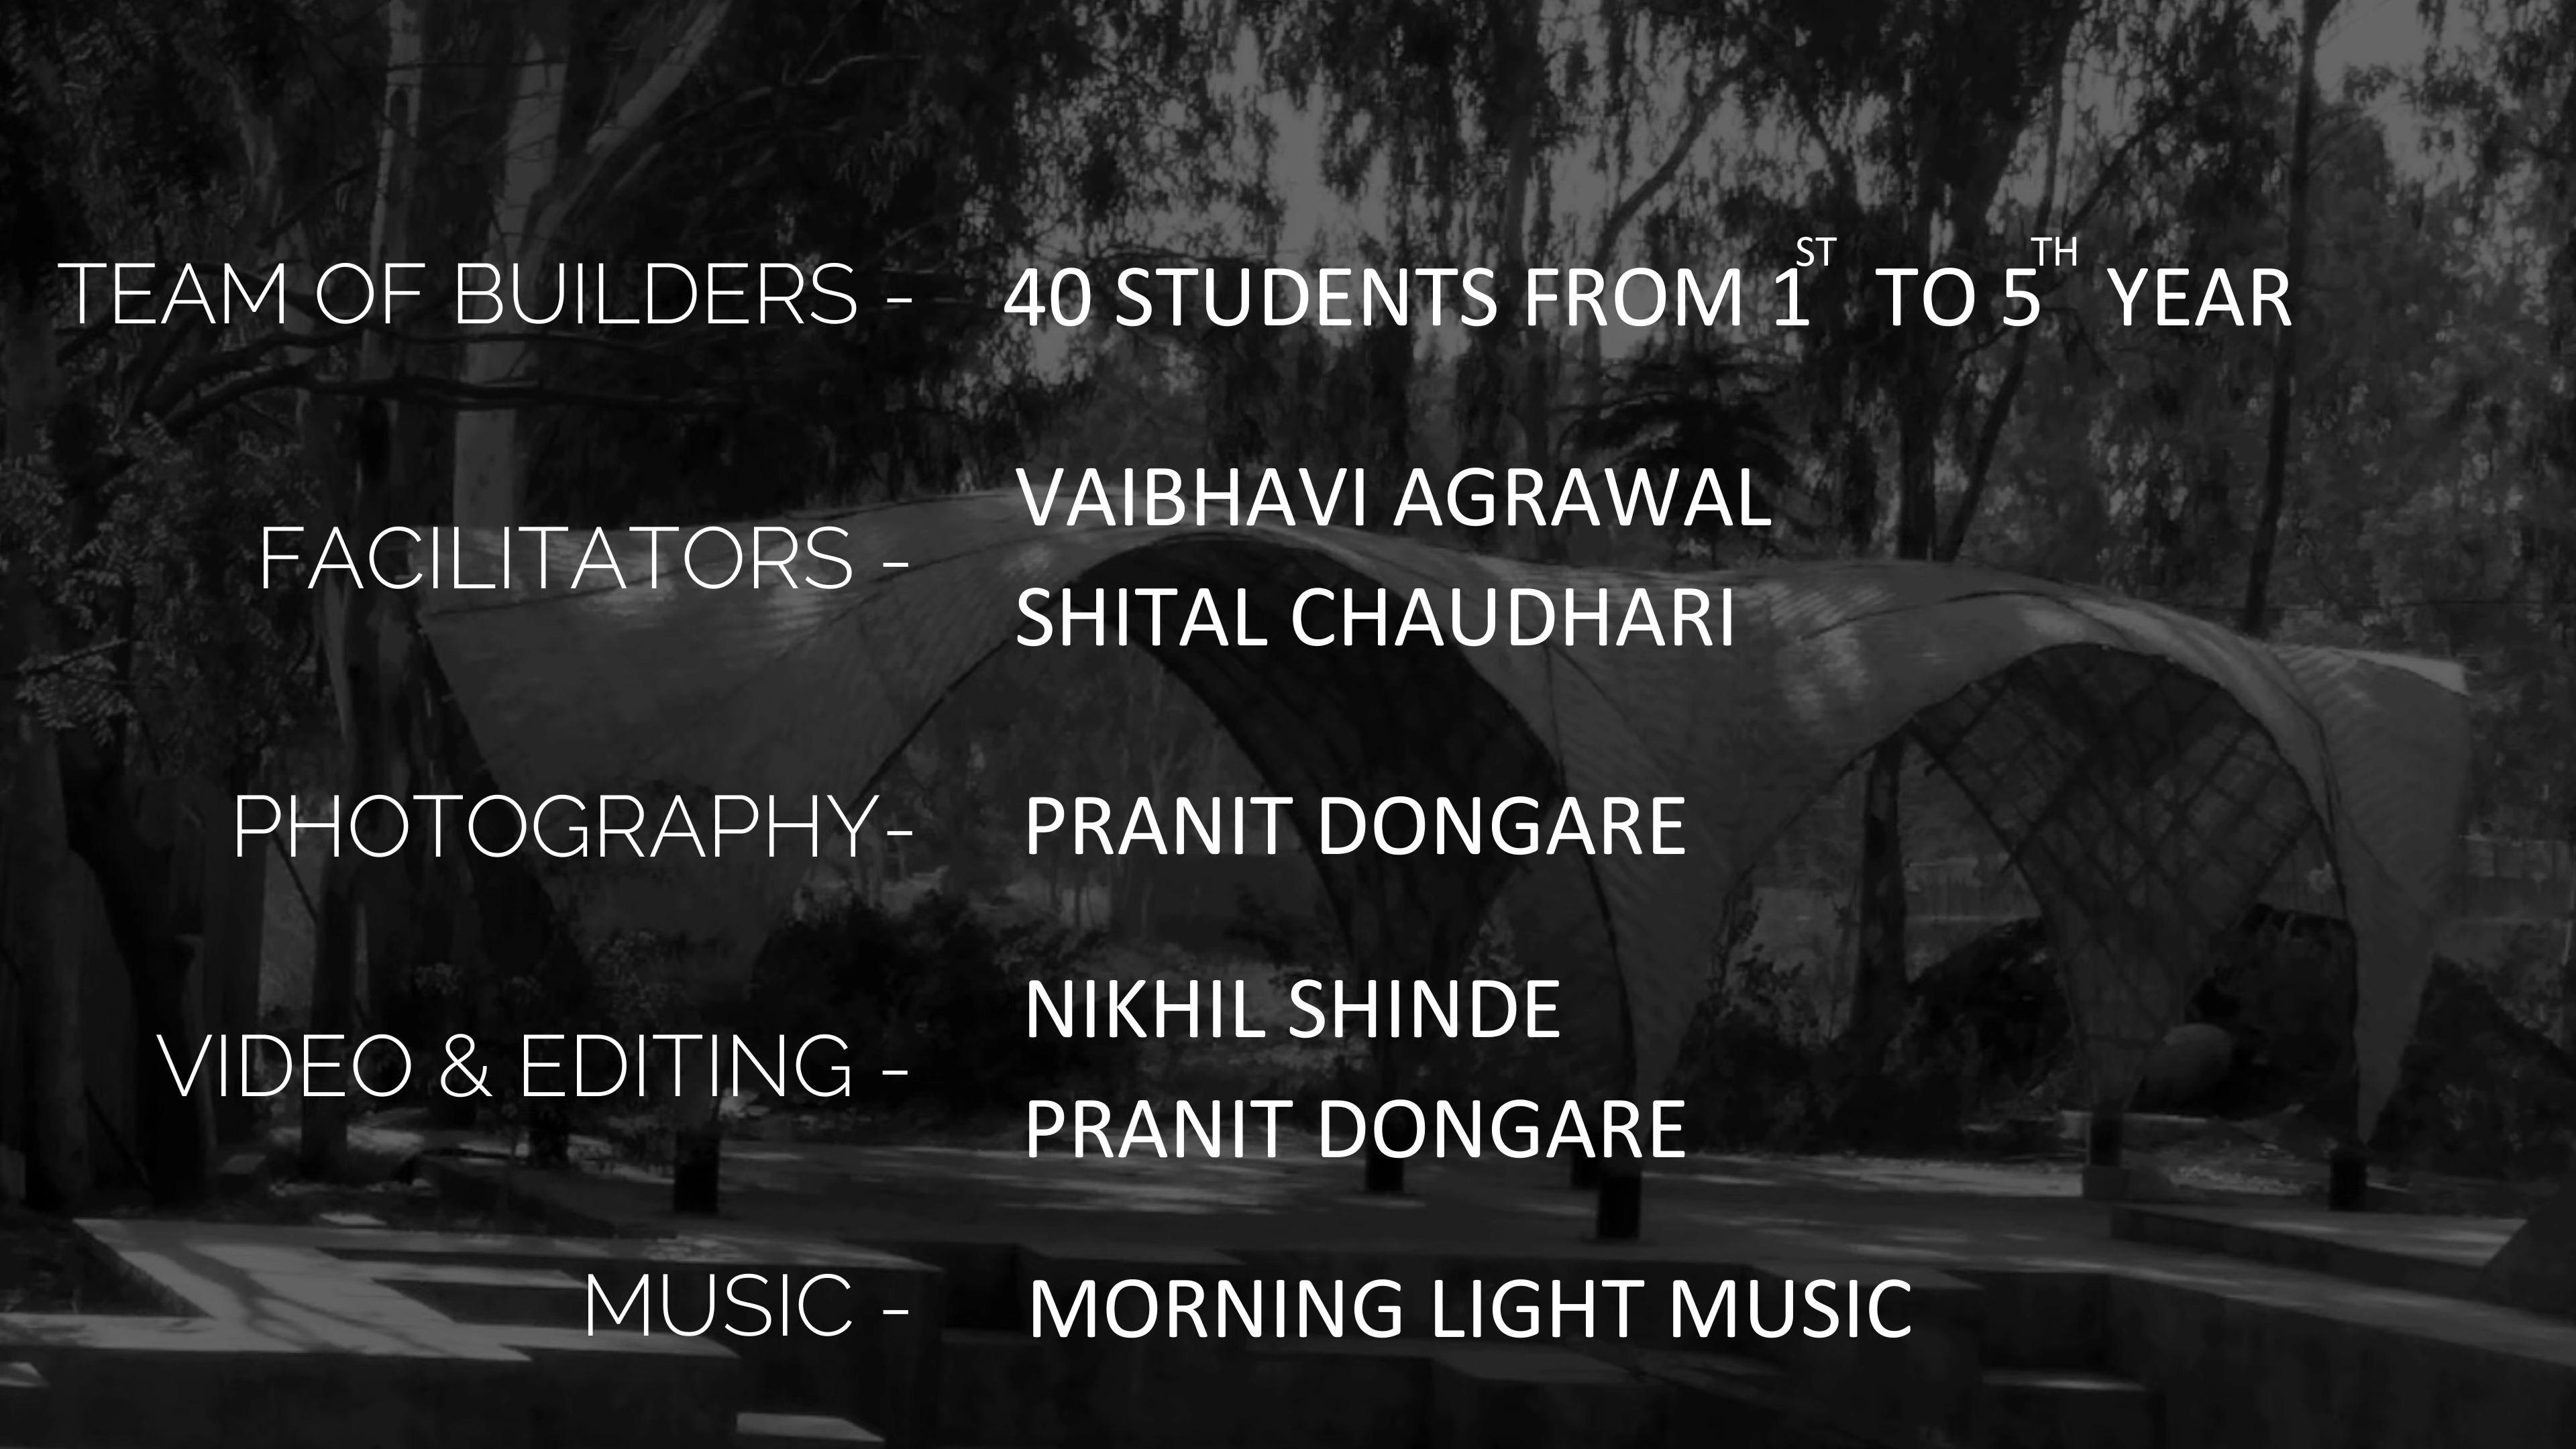 TEAM OF BUILDERS - 40 STUDENTS FROM 1ST TO 5TH YEAR
FACILITATORS - VAIBHAVI AGRAWAL
SHITAL CHAUDHARI
PHOTOGRAPHY- PRANIT DONGARE
VIDEO & EDITING - NIKHIL SHINDE
PRANIT DONGARE
MUSIC - MORNING LIGHT MUSIC